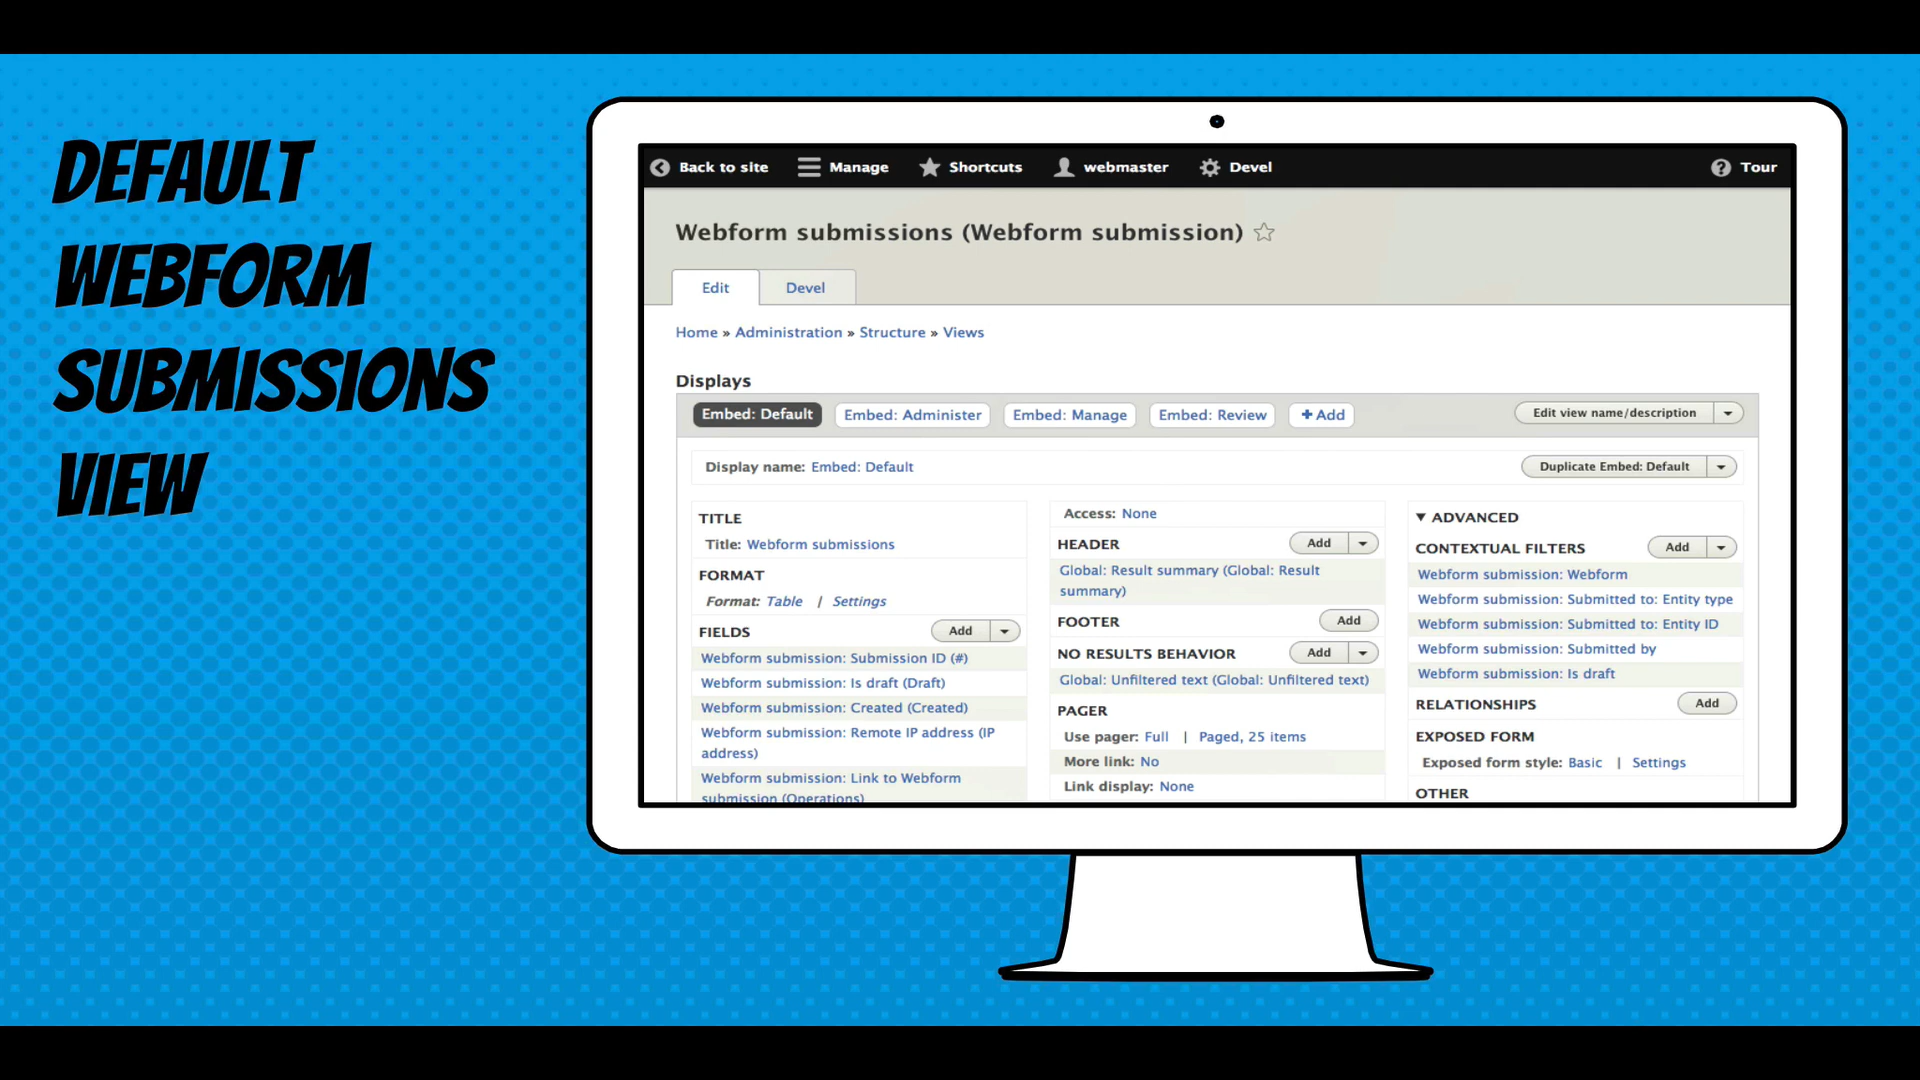 DEFAULT
WEBFORM
SUBMISSIONS
VIEW
Back to site Manage Shortcuts webmaster Devel Tour
Webform submissions (Webform submission)
Edit Devel
Home » Administration » Structure » Views
Displays
Embed: Default Embed: Administer Embed: Manage Embed: Review + Add Edit view name/description
Display name: Embed: Default Duplicate Embed: Default
TITLE
Title: Webform submissions
FORMAT
Format: Table | Settings
FIELDS Add
Webform submission: Submission ID (#)
Webform submission: Is draft (Draft)
Webform submission: Created (Created)
Webform submission: Remote IP address (IP
address)
Webform submission: Link to Webform
submission (Operations)
Access: None
HEADER Add
Global: Result summary (Global: Result
summary)
FOOTER Add
NO RESULTS BEHAVIOR Add
Global: Unfiltered text (Global: Unfiltered text)
PAGER
Use pager: Full | Paged, 25 items
More link: No
Link display: None
ADVANCED
CONTEXTUAL FILTERS Add
Webform submission: Webform
Webform submission: Submitted to: Entity type
Webform submission: Submitted to: Entity ID
Webform submission: Submitted by
Webform submission: Is draft
RELATIONSHIPS Add
EXPOSED FORM
Exposed form style: Basic | Settings
OTHER